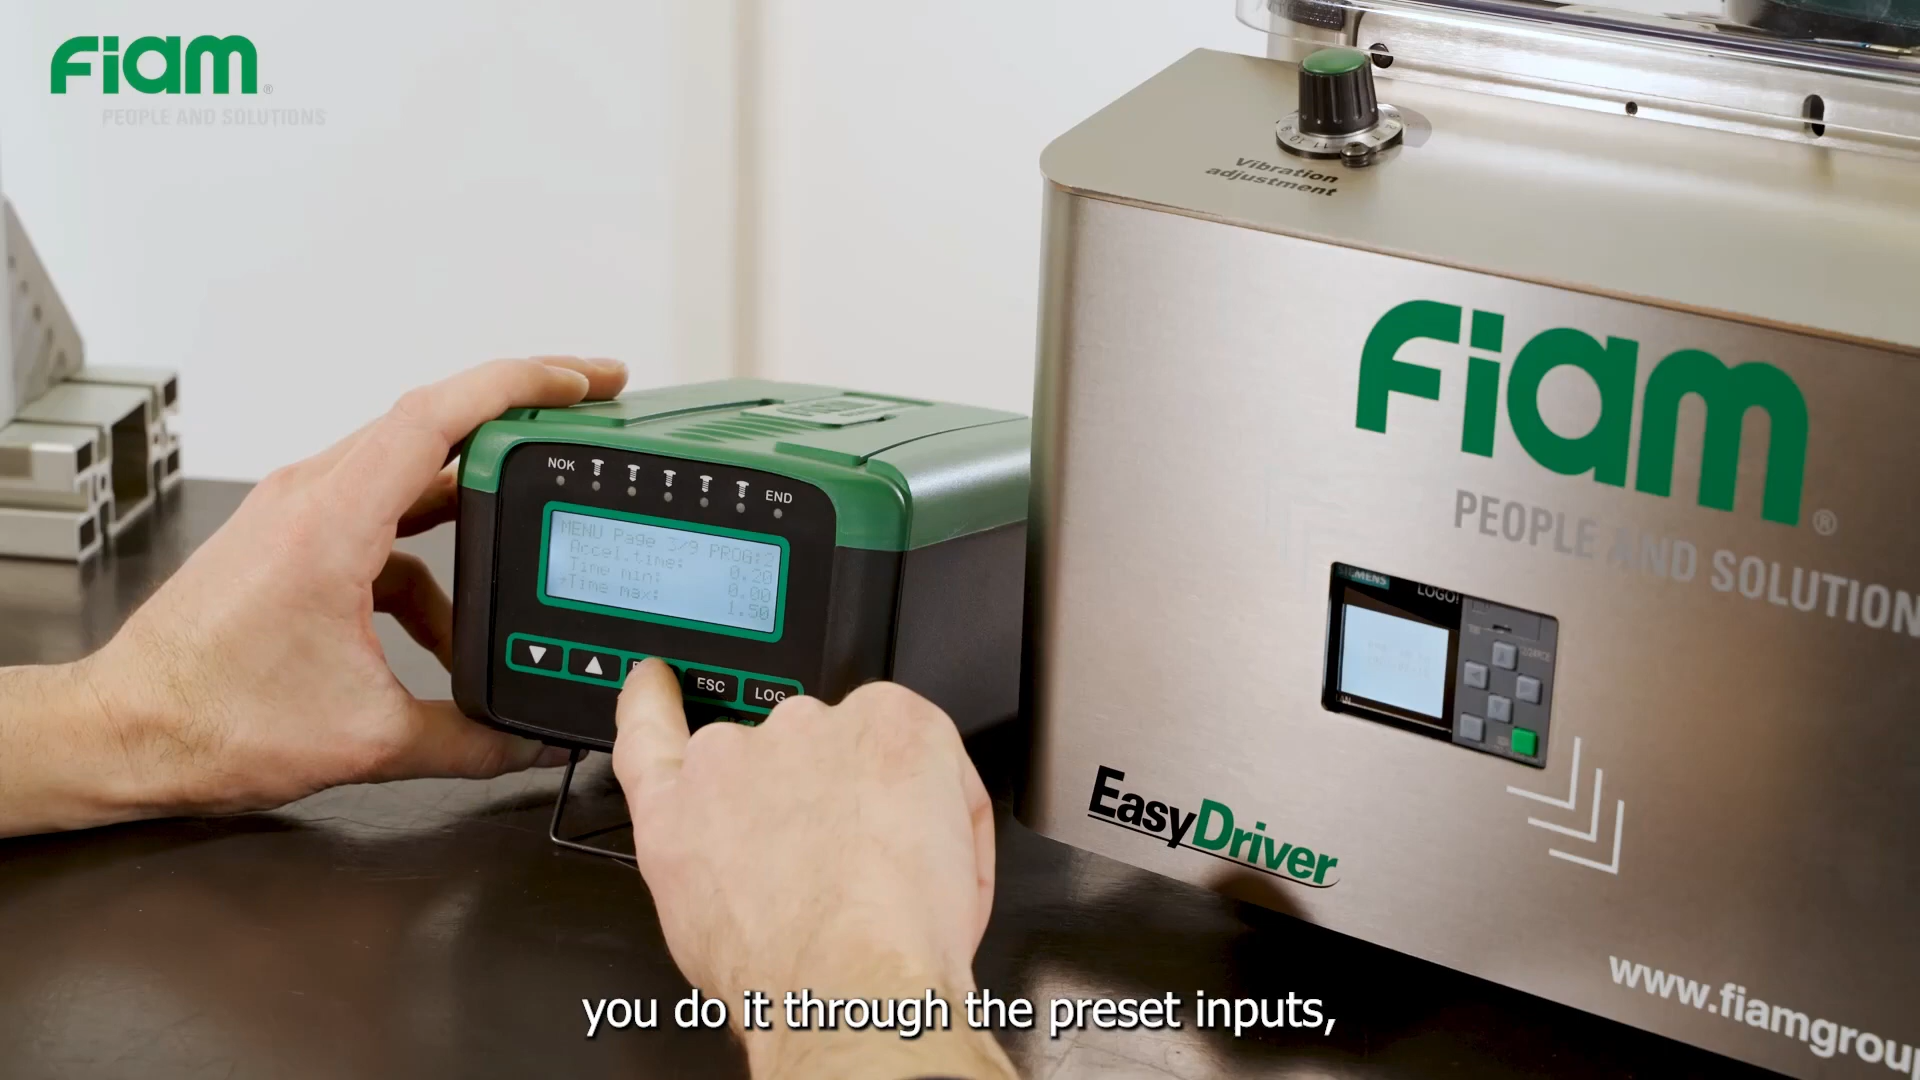 Fiam®
PEOPLE AND SOLUTIONS
Vibration
adjustment
NOK
END
MENU Page 3/9 PROG:2
Accel.time: 0.20
Time min: 0.00
→Time max: 1.50
▼ ▲ ESC LOG
Fiam®
PEOPLE AND SOLUTION
SIEMENS LOGO!
ESC
LAN
EasyDriver
www.fiamgrou
you do it through the preset inputs,